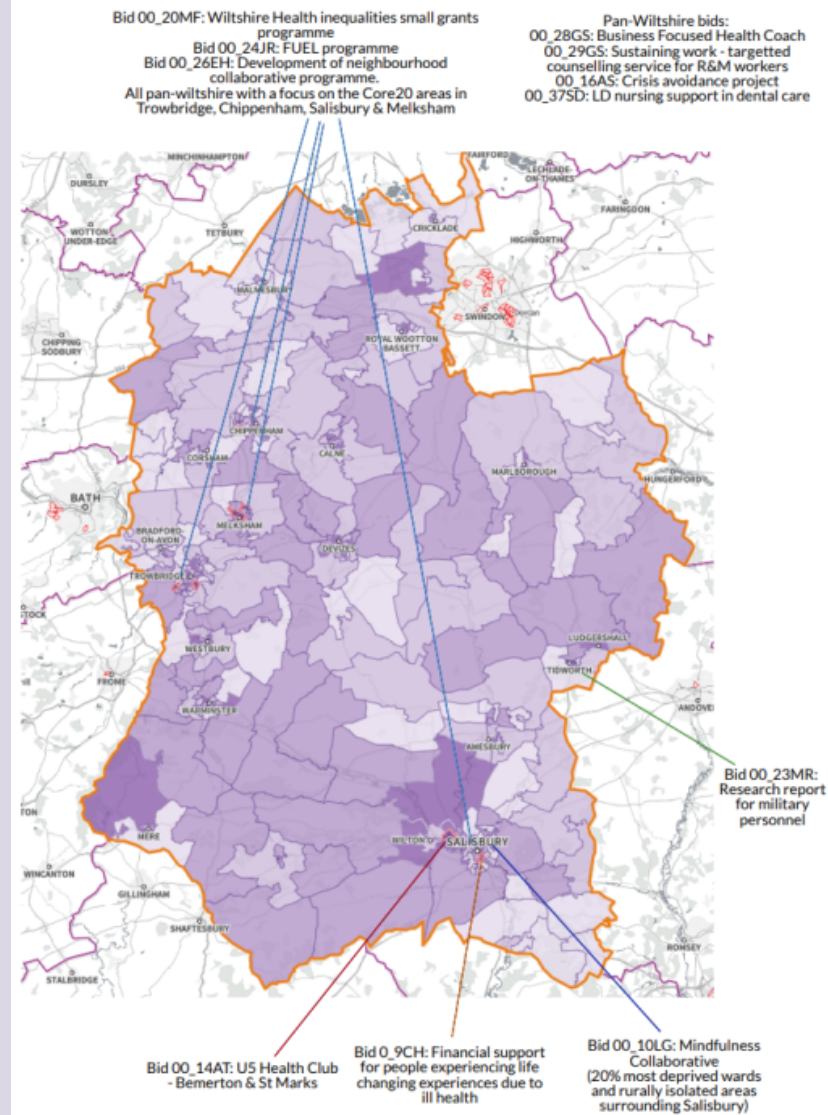 Bid 00_20MF: Wiltshire Health inequalities small grants
programme
Bid 00_24JR: FUEL programme
Bid 00_26EH: Development of neighbourhood
collaborative programme.
All pan-wiltshire with a focus on the Core20 areas in
Trowbridge, Chippenham, Salisbury & Melksham
Pan-Wiltshire bids:
00_28GS: Business Focused Health Coach
00_29GS: Sustaining work - targetted
counselling service for R&M workers
00_16AS: Crisis avoidance project
00_37SD: LD nursing support in dental care
MINCHINHAMPTON
FAIRFORD
LECHLADE-
ON-THAMES
DURSLEY
FARINGDON
WOTTON
UNDER-EDGE
TETBURY
CRICKLADE
HIGHWORTH
MALMESBURY
SWINDON
CHIPPING
SODBURY
ROYAL WOOTTON
BASSETT
CHIPPENHAM
CORSHAM
CALNE
MARLBOROUGH
HUNGERFORD
BATH
MELKSHAM
BRADFORD-
ON-AVON
DEVIZES
TROWBRIDGE
STOCK
LUDGERSHALL
WESTBURY
TIDWORTH
FROME
ANDOVE
WARMINSTER
AMESBURY
Bid 00_23MR:
Research report
for military
personnel
TON
MERE
WILTON
SALISBURY
WINCANTON
GILLINGHAM
SHAFTESBURY
ROMSEY
STALBRIDGE
Bid 00_14AT: U5 Health Club
- Bemerton & St Marks
Bid 0_9CH: Financial support
for people experiencing life
changing experiences due to
ill health
Bid 00_10LG: Mindfulness
Collaborative
(20% most deprived wards
and rurally isolated areas
surrounding Salisbury)